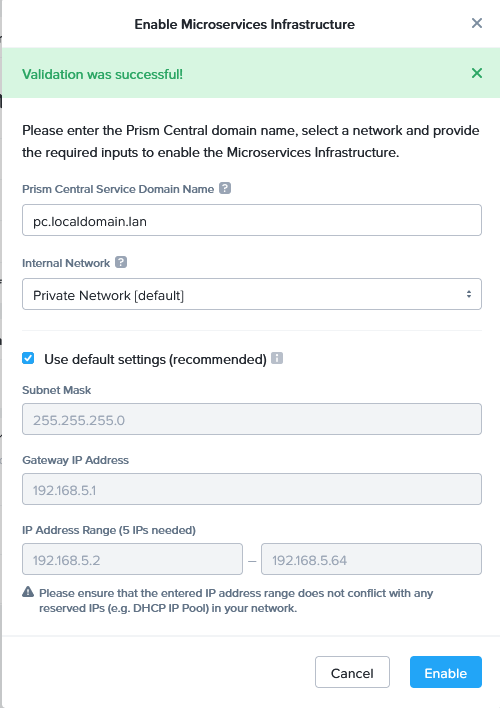 Enable Microservices Infrastructure
Validation was successful!
Please enter the Prism Central domain name, select a network and provide
the required inputs to enable the Microservices Infrastructure.
Prism Central Service Domain Name ?
pc.localdomain.lan
Internal Network ?
Private Network [default]
Use default settings (recommended) i
Subnet Mask
255.255.255.0
Gateway IP Address
192.168.5.1
IP Address Range (5 IPs needed)
192.168.5.2 – 192.168.5.64
Please ensure that the entered IP address range does not conflict with any
reserved IPs (e.g. DHCP IP Pool) in your network.
Cancel Enable